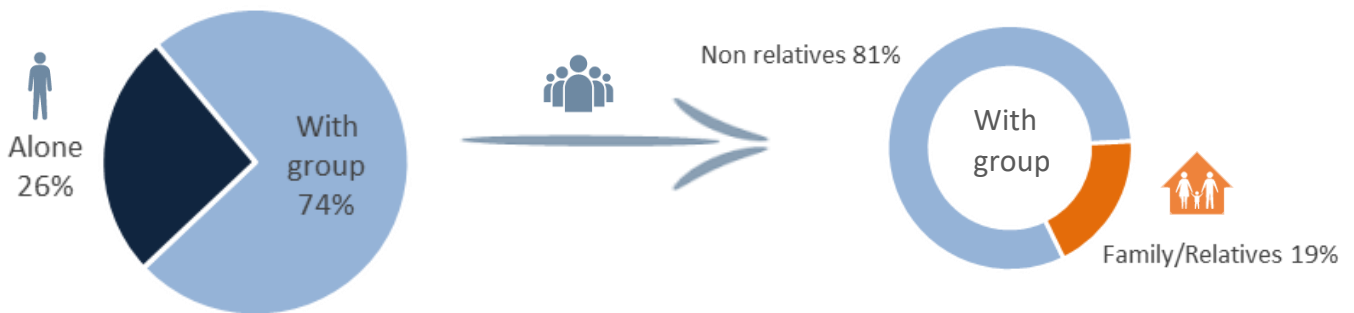 Alone
26%
With
group
74%
Non relatives 81%
With
group
Family/Relatives 19%